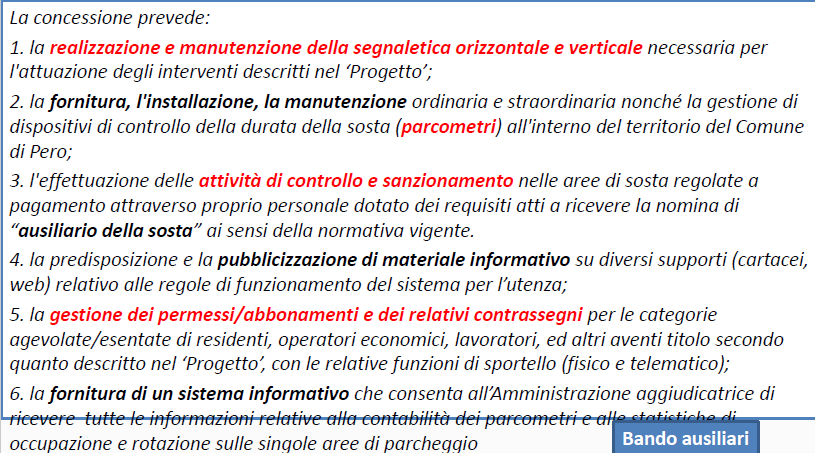 La concessione prevede:
1. la realizzazione e manutenzione della segnaletica orizzontale e verticale necessaria per
l'attuazione degli interventi descritti nel ‘Progetto’;
2. la fornitura, l'installazione, la manutenzione ordinaria e straordinaria nonché la gestione di
dispositivi di controllo della durata della sosta (parcometri) all'interno del territorio del Comune
di Pero;
3. l'effettuazione delle attività di controllo e sanzionamento nelle aree di sosta regolate a
pagamento attraverso proprio personale dotato dei requisiti atti a ricevere la nomina di
“ausiliario della sosta” ai sensi della normativa vigente.
4. la predisposizione e la pubblicizzazione di materiale informativo su diversi supporti (cartacei,
web) relativo alle regole di funzionamento del sistema per l’utenza;
5. la gestione dei permessi/abbonamenti e dei relativi contrassegni per le categorie
agevolate/esentate di residenti, operatori economici, lavoratori, ed altri aventi titolo secondo
quanto descritto nel ‘Progetto’, con le relative funzioni di sportello (fisico e telematico);
6. la fornitura di un sistema informativo che consenta all’Amministrazione aggiudicatrice di
ricevere tutte le informazioni relative alla contabilità dei parcometri e alle statistiche di
occupazione e rotazione sulle singole aree di parcheggio
Bando ausiliari